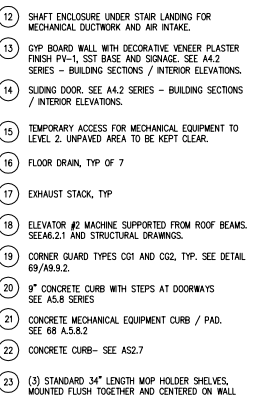 12 SHAFT ENCLOSURE UNDER STAIR LANDING FOR
MECHANICAL DUCTWORK AND AIR INTAKE.
13 GYP BOARD WALL WITH DECORATIVE VENEER PLASTER
FINISH PV-1, SST BASE AND SIGNAGE. SEE A4.2
SERIES - BUILDING SECTIONS / INTERIOR ELEVATIONS.
14 SLIDING DOOR. SEE A4.2 SERIES - BUILDING SECTIONS
/ INTERIOR ELEVATIONS.
15 TEMPORARY ACCESS FOR MECHANICAL EQUIPMENT TO
LEVEL 2. UNPAVED AREA TO BE KEPT CLEAR.
16 FLOOR DRAIN, TYP OF 7
17 EXHAUST STACK, TYP
18 ELEVATOR #2 MACHINE SUPPORTED FROM ROOF BEAMS.
SEEA6.2.1 AND STRUCTURAL DRAWINGS.
19 CORNER GUARD TYPES CG1 AND CG2, TYP. SEE DETAIL
69/A9.9.2.
20 9" CONCRETE CURB WITH STEPS AT DOORWAYS
SEE A5.8 SERIES
21 CONCRETE MECHANICAL EQUIPMENT CURB / PAD.
SEE 68 A.5.8.2
22 CONCRETE CURB- SEE AS2.7
23 (3) STANDARD 34" LENGTH MOP HOLDER SHELVES,
MOUNTED FLUSH TOGETHER AND CENTERED ON WALL